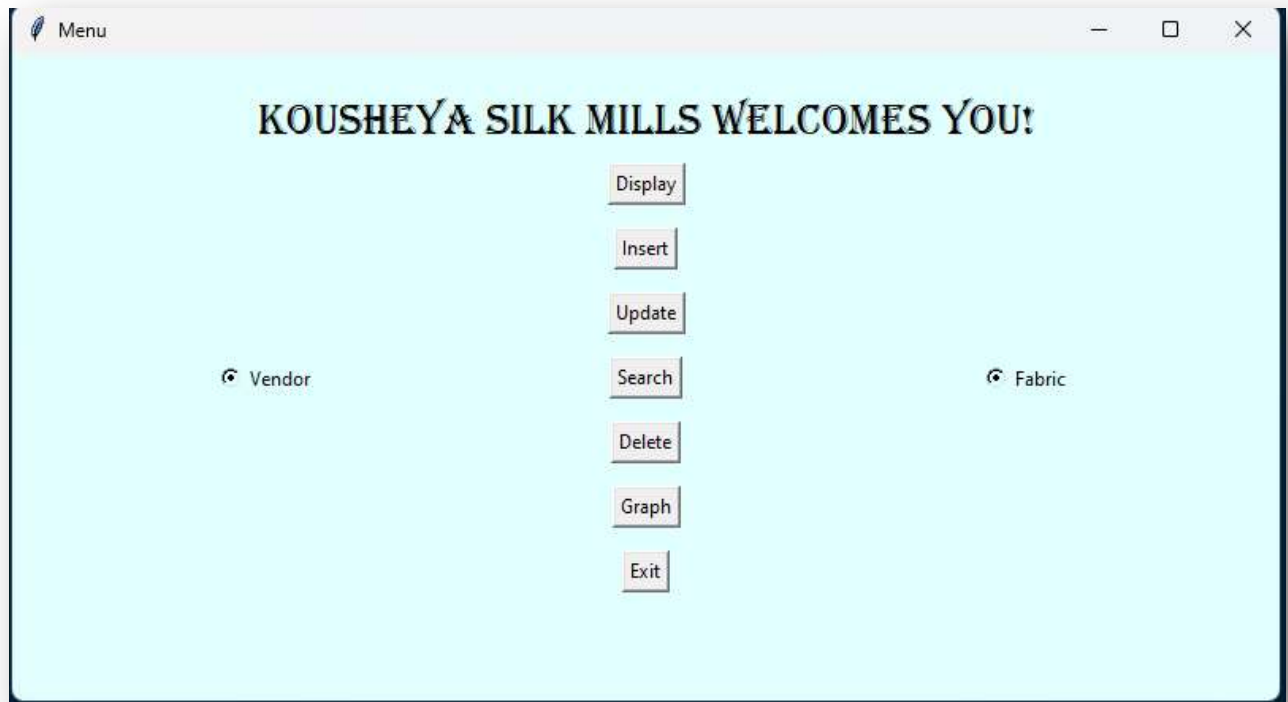 Menu
KOUSHEYA SILK MILLS WELCOMES YOU!
Display
Insert
Update
Vendor Search Fabric
Delete
Graph
Exit